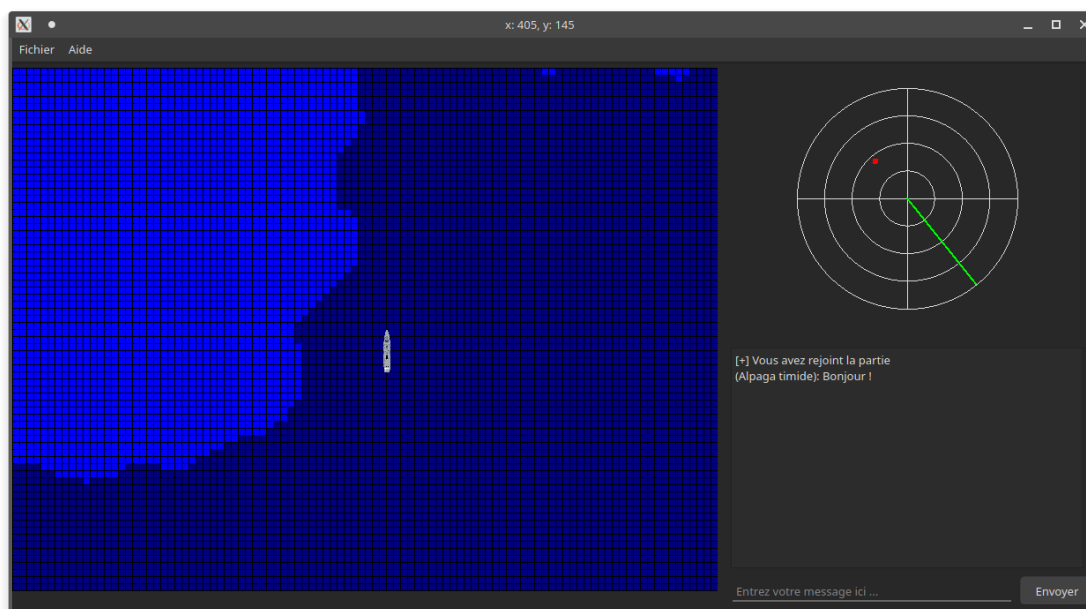 x: 405, y: 145
Fichier Aide
[+] Vous avez rejoint la partie
(Alpaga timide): Bonjour !
Entrez votre message ici ...
Envoyer